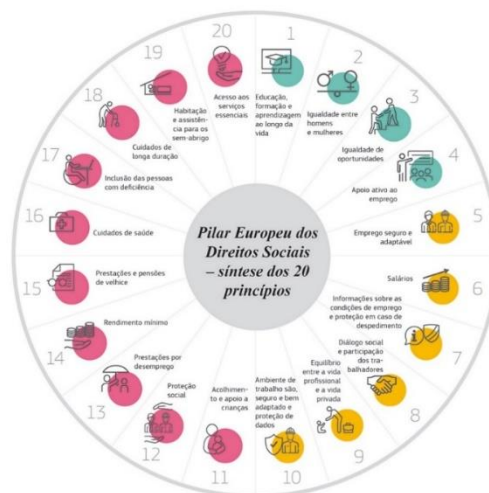 Pilar Europeu dos
Direitos Sociais
– síntese dos 20
princípios
1
Educação,
formação e
aprendizagem
ao longo da
vida
2
Igualdade entre
homens
e mulheres
3
Igualdade de
oportunidades
4
Apoio ativo ao
emprego
5
Emprego seguro e
adaptável
6
Salários
7
Informações sobre as
condições de emprego
e proteção em caso de
despedimento
8
Diálogo social
e participação
dos tra-
balhadores
9
Equilíbrio
entre a vida
profissional
e a vida
privada
10
Ambiente de
trabalho são,
seguro e bem
adaptado e
proteção de
dados
11
Acolhimen-
to e apoio a
crianças
12
Proteção
social
13
Prestações por
desemprego
14
Rendimento mínimo
15
Prestações e pensões
de velhice
16
Cuidados de saúde
17
Inclusão das pessoas
com deficiência
18
Cuidados de
longa duração
19
Habitação
e assistên-
cia para os
sem-abrigo
20
Acesso aos
serviços
essenciais